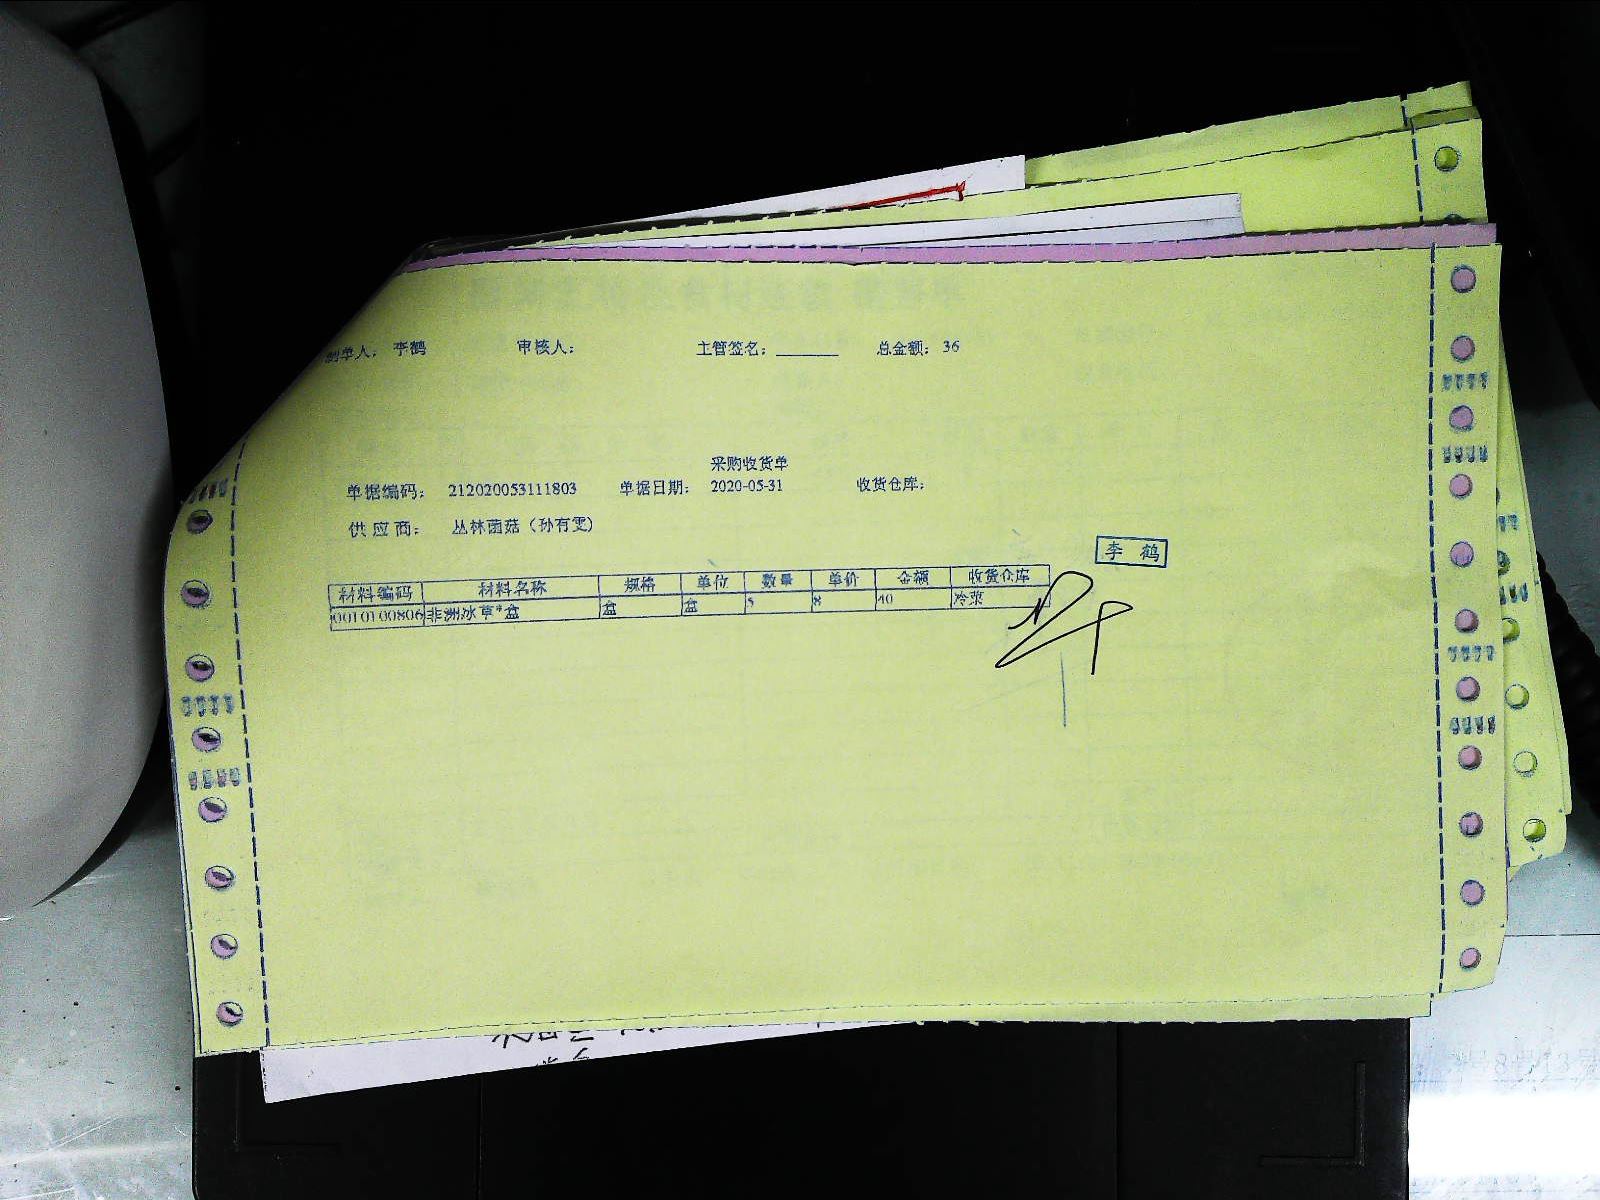 制单人： 李鹤 审核人： 主管签名：______ 总金额：36
采购收货单
单据编码： 212020053111803 单据日期： 2020-05-31 收货仓库：
供应商： 丛林菌菇（孙有雯）
李 鹤
材料编码 材料名称 规格 单位 数量 单价 金额 收货仓库
0010100806 非洲冰草*盒 盒 盒 5 8 40 冷菜